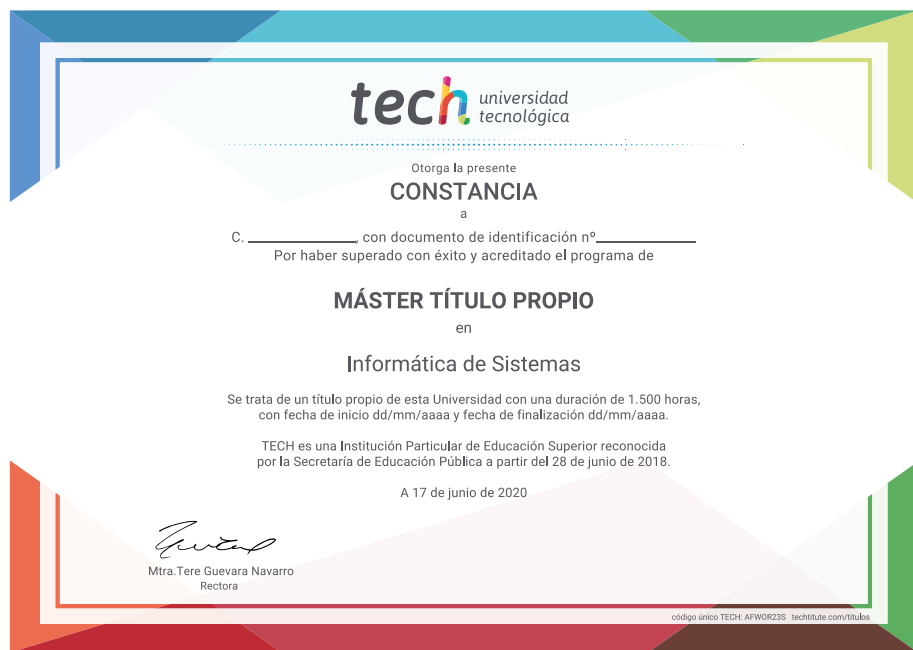 tech universidad
tecnológica
Otorga la presente
CONSTANCIA
a
C. ____________, con documento de identificación nº____________
Por haber superado con éxito y acreditado el programa de
MÁSTER TÍTULO PROPIO
en
Informática de Sistemas
Se trata de un título propio de esta Universidad con una duración de 1.500 horas,
con fecha de inicio dd/mm/aaaa y fecha de finalización dd/mm/aaaa.
TECH es una Institución Particular de Educación Superior reconocida
por la Secretaría de Educación Pública a partir del 28 de junio de 2018.
A 17 de junio de 2020
Mtra.Tere Guevara Navarro
Rectora
código único TECH: AFWOR23S techtitute.com/titulos